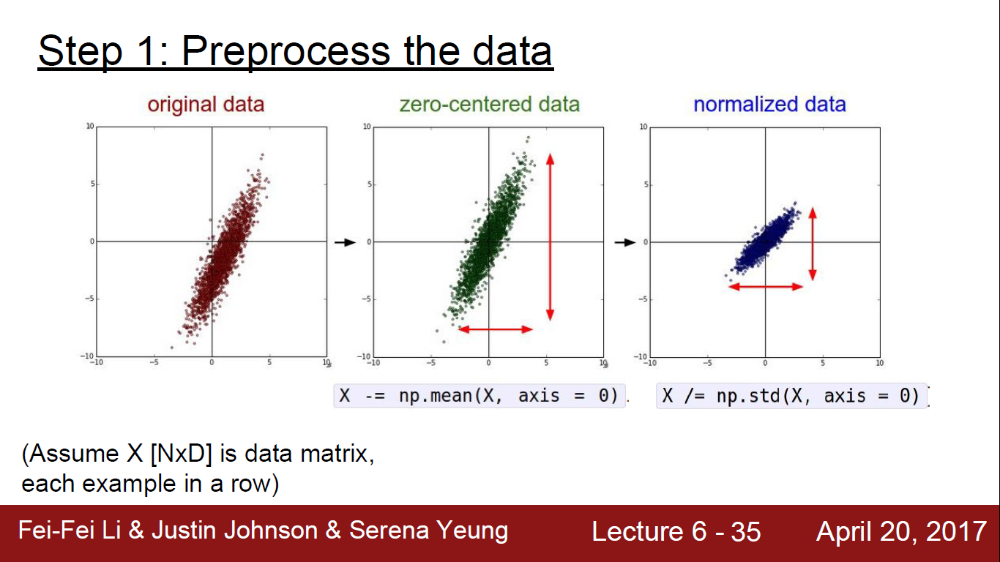 Step 1: Preprocess the data
original data
zero-centered data
normalized data
10
5
0
−5
−10
−10
−5
0
5
10
10
5
0
−5
−10
−10
−5
0
5
10
10
5
0
−5
−10
−10
−5
0
5
10
X -= np.mean(X, axis = 0)
X /= np.std(X, axis = 0)
(Assume X [NxD] is data matrix,
each example in a row)
Fei-Fei Li & Justin Johnson & Serena Yeung
Lecture 6 - 35
April 20, 2017